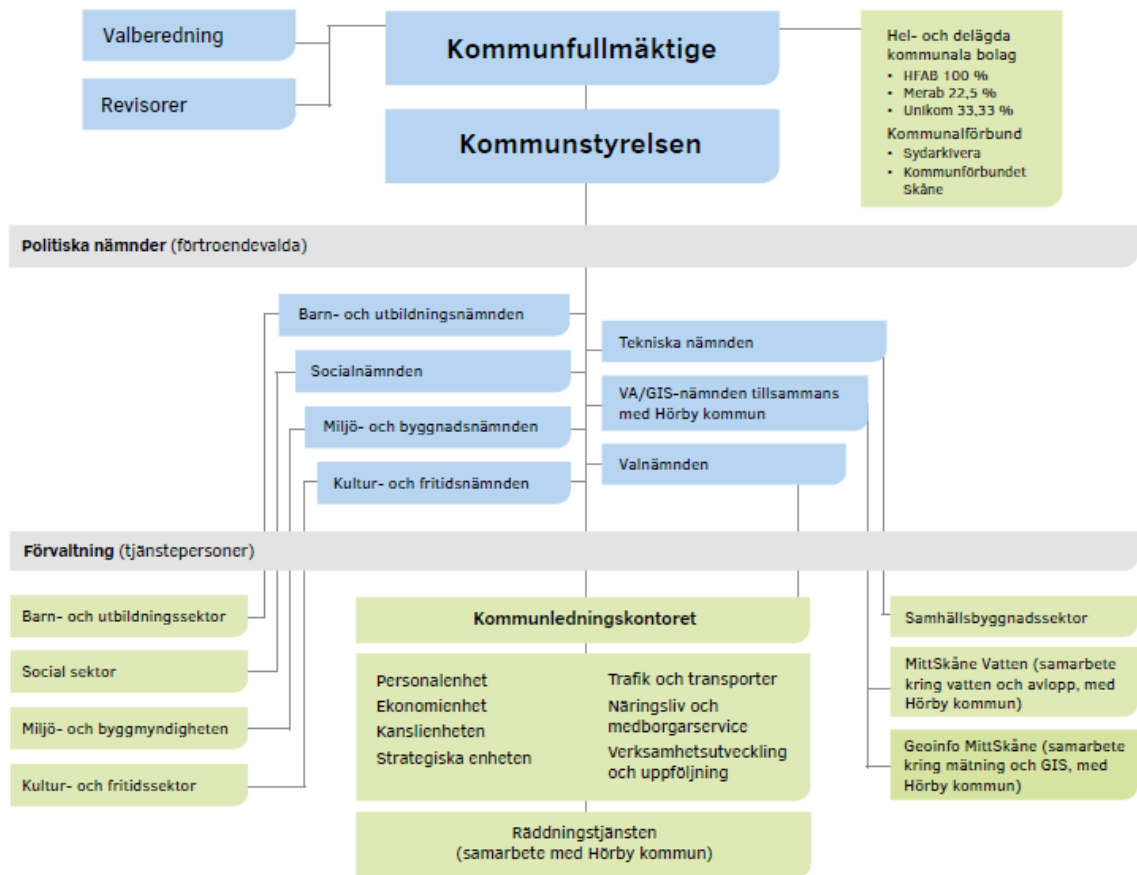 Valberedning
Revisorer
Kommunfullmäktige
Kommunstyrelsen
Hel- och delägda
kommunala bolag
• HFAB 100 %
• Merab 22,5 %
• Unikom 33,33 %
Kommunalförbund
• Sydarkivera
• Kommunförbundet
Skåne
Politiska nämnder (förtroendevalda)
Barn- och utbildningsnämnden
Socialnämnden
Miljö- och byggnadsnämnden
Kultur- och fritidsnämnden
Tekniska nämnden
VA/GIS-nämnden tillsammans
med Hörby kommun
Valnämnden
Förvaltning (tjänstepersoner)
Barn- och utbildningssektor
Social sektor
Miljö- och byggmyndigheten
Kultur- och fritidssektor
Kommunledningskontoret
Personalenhet
Ekonomienhet
Kanslienheten
Strategiska enheten
Trafik och transporter
Näringsliv och
medborgarservice
Verksamhetsutveckling
och uppföljning
Räddningstjänsten
(samarbete med Hörby kommun)
Samhällsbyggnadssektor
MittSkåne Vatten (samarbete
kring vatten och avlopp, med
Hörby kommun)
Geoinfo MittSkåne (samarbete
kring mätning och GIS, med
Hörby kommun)